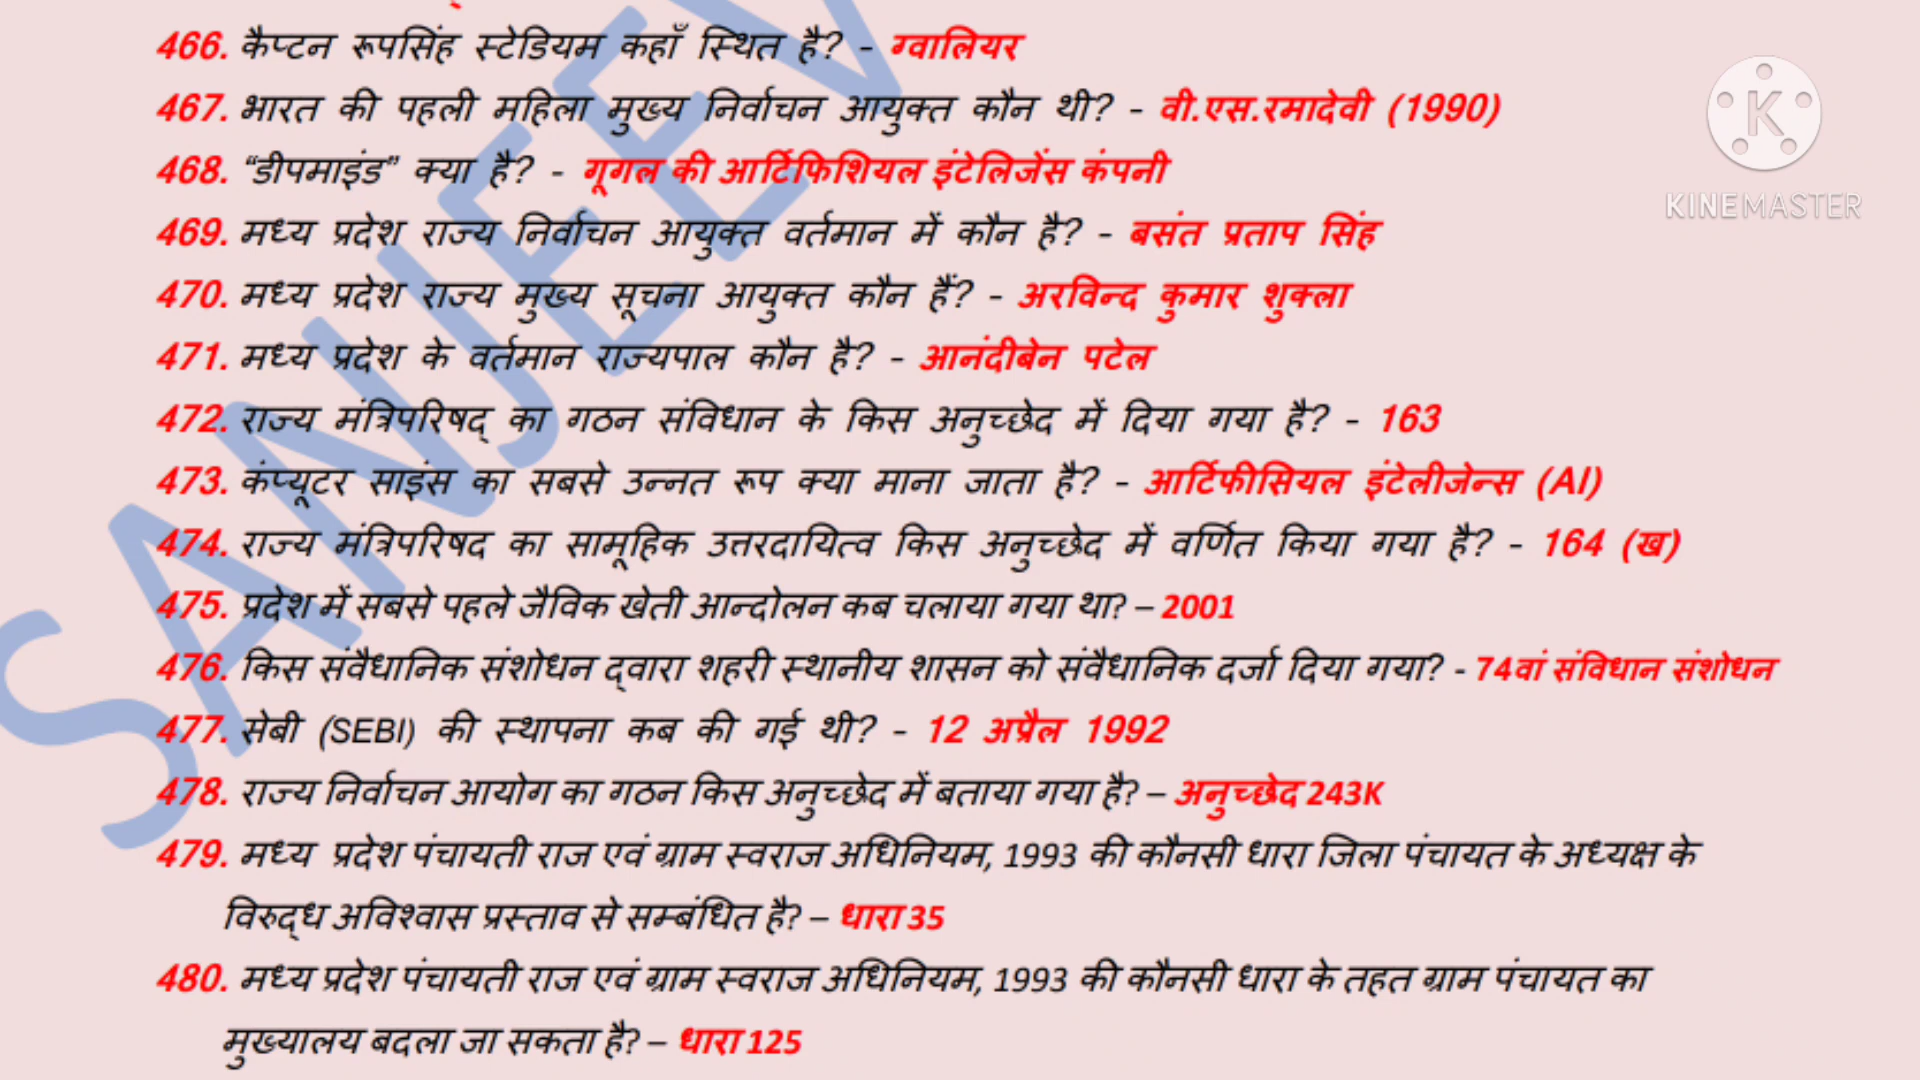 466. कैप्टन रूपसिंह स्टेडियम कहाँ स्थित है? - ग्वालियर
467. भारत की पहली महिला मुख्य निर्वाचन आयुक्त कौन थी? - वी.एस.रमादेवी (1990)
468. “डीपमाइंड” क्या है? - गूगल की आर्टिफिशियल इंटेलिजेंस कंपनी
469. मध्य प्रदेश राज्य निर्वाचन आयुक्त वर्तमान में कौन है? - बसंत प्रताप सिंह
470. मध्य प्रदेश राज्य मुख्य सूचना आयुक्त कौन हैं? - अरविन्द कुमार शुक्ला
471. मध्य प्रदेश के वर्तमान राज्यपाल कौन है? - आनंदीबेन पटेल
472. राज्य मंत्रिपरिषद् का गठन संविधान के किस अनुच्छेद में दिया गया है? - 163
473. कंप्यूटर साइंस का सबसे उन्नत रूप क्या माना जाता है? - आर्टिफीसियल इंटेलीजेन्स (AI)
474. राज्य मंत्रिपरिषद का सामूहिक उत्तरदायित्व किस अनुच्छेद में वर्णित किया गया है? - 164 (ख)
475. प्रदेश में सबसे पहले जैविक खेती आन्दोलन कब चलाया गया था? – 2001
476. किस संवैधानिक संशोधन द्वारा शहरी स्थानीय शासन को संवैधानिक दर्जा दिया गया? - 74वां संविधान संशोधन
477. सेबी (SEBI) की स्थापना कब की गई थी? - 12 अप्रैल 1992
478. राज्य निर्वाचन आयोग का गठन किस अनुच्छेद में बताया गया है? – अनुच्छेद 243K
479. मध्य प्रदेश पंचायती राज एवं ग्राम स्वराज अधिनियम, 1993 की कौनसी धारा जिला पंचायत के अध्यक्ष के
विरुद्ध अविश्वास प्रस्ताव से सम्बंधित है? – धारा 35
480. मध्य प्रदेश पंचायती राज एवं ग्राम स्वराज अधिनियम, 1993 की कौनसी धारा के तहत ग्राम पंचायत का
मुख्यालय बदला जा सकता है? – धारा 125
K
KINEMASTER
SANJEEV